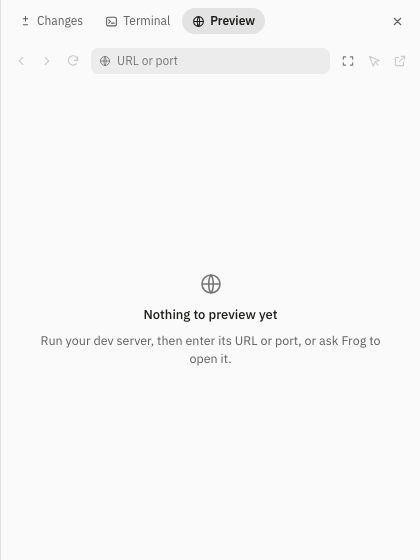 Changes
Terminal
Preview
URL or port
Nothing to preview yet
Run your dev server, then enter its URL or port, or ask Frog to
open it.